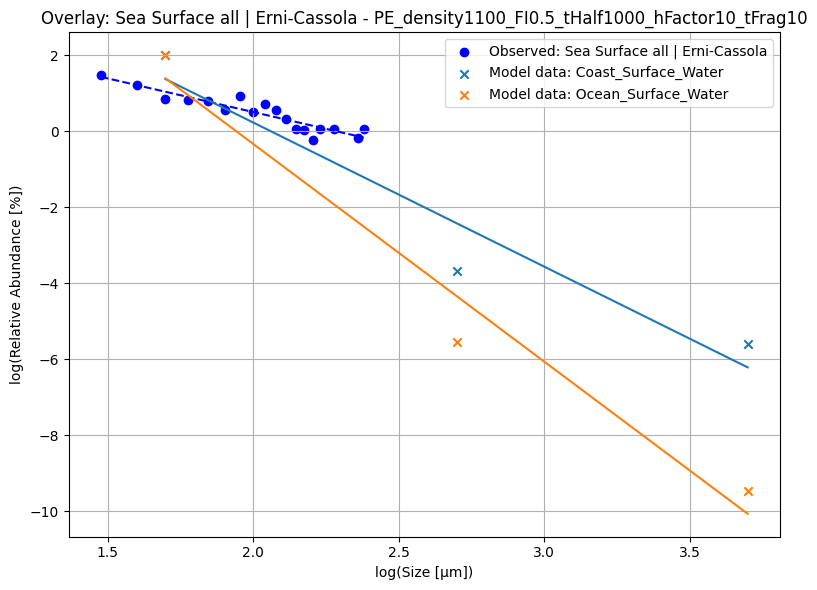 Overlay: Sea Surface all | Erni-Cassola - PE_density1100_FI0.5_tHalf1000_hFactor10_tFrag10
Observed: Sea Surface all | Erni-Cassola
Model data: Coast_Surface_Water
Model data: Ocean_Surface_Water
log(Relative Abundance [%])
2
0
−2
−4
−6
−8
−10
1.5
2.0
2.5
3.0
3.5
log(Size [μm])